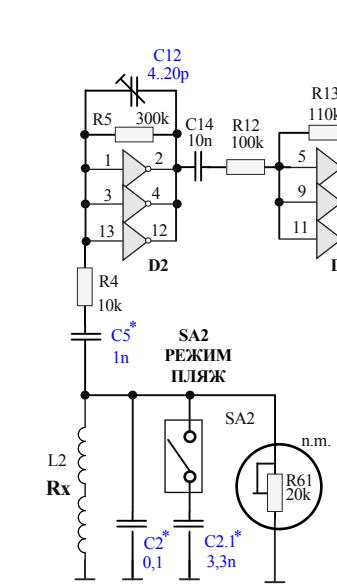 C12
4..20p
R5
300k
C14
10n
R12
100k
R13
110k
1
2
3
4
13
12
5
9
11
D2
R4
10k
C5*
1n
SA2
РЕЖИМ
ПЛЯЖ
SA2
n.m.
L2
Rx
R61
20k
C2*
0,1
C2.1*
3,3n